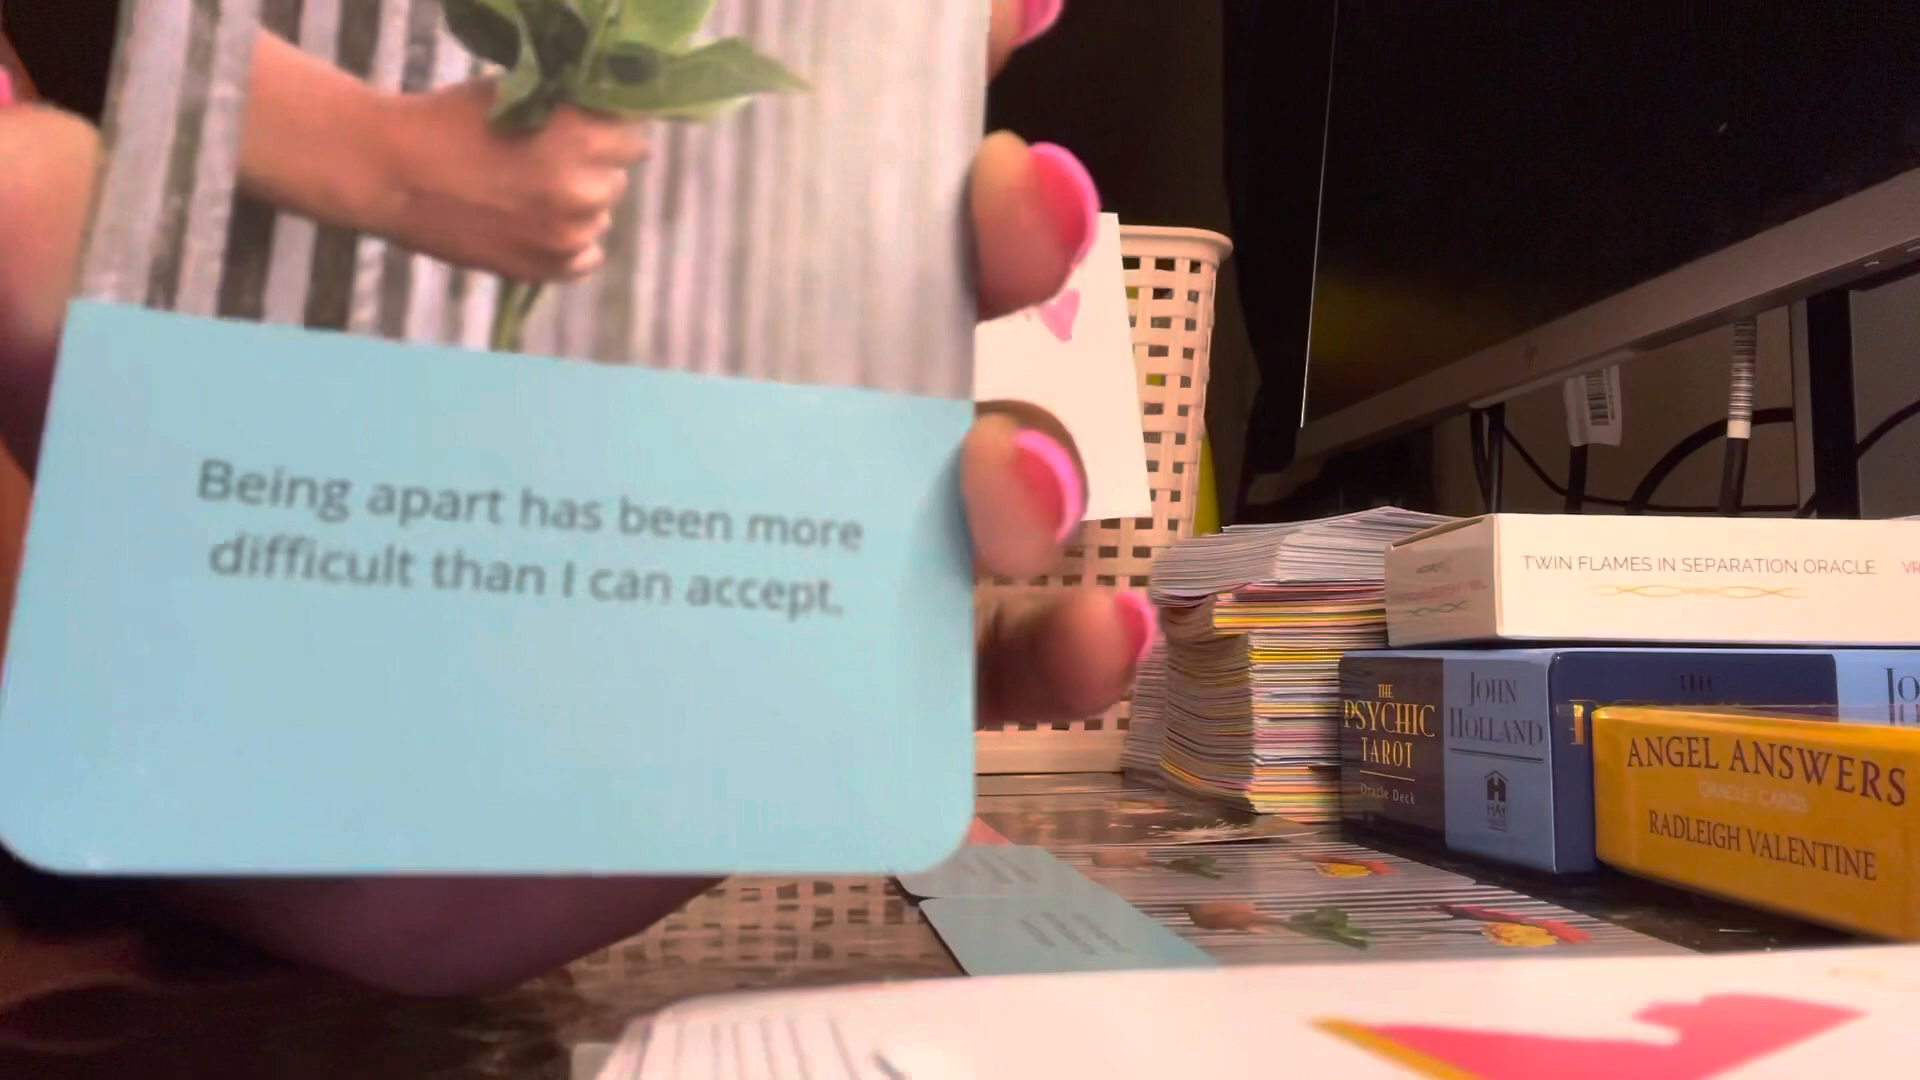 Being apart has been more
difficult than I can accept.
TWIN FLAMES IN SEPARATION ORACLE
THE
PSYCHIC
TAROT
Oracle Deck
JOHN
HOLLAND
HAY
ANGEL ANSWERS
ORACLE CARDS
RADLEIGH VALENTINE